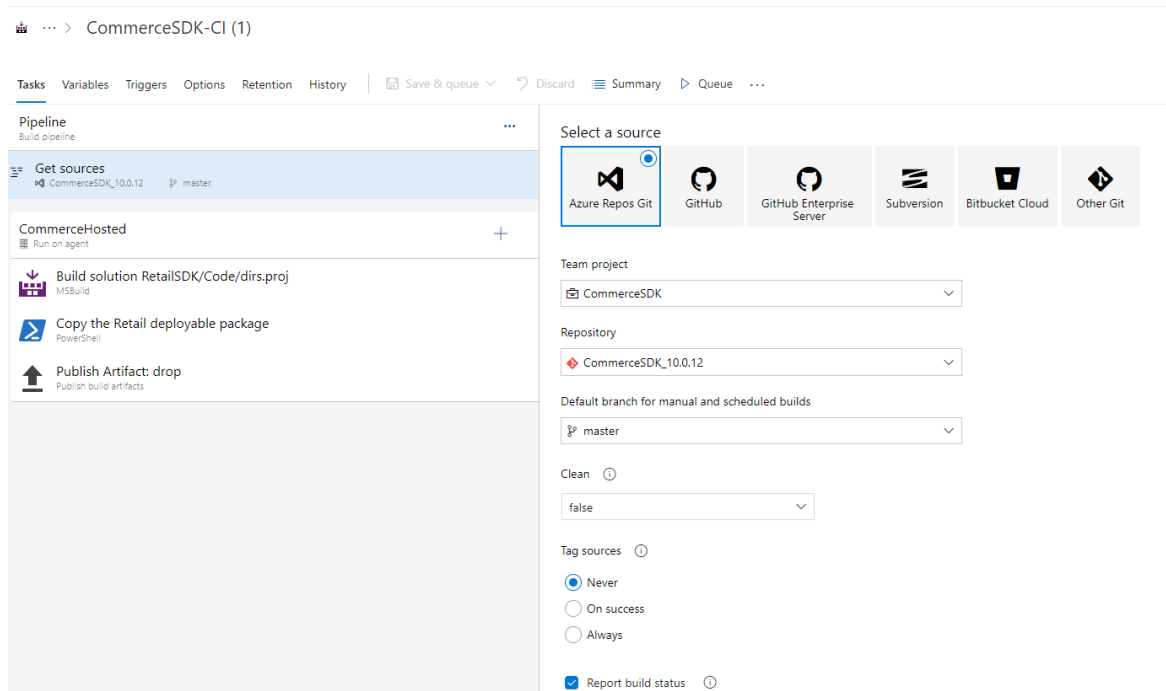 CommerceSDK-CI (1)
Tasks Variables Triggers Options Retention History Save & queue Discard Summary Queue
Pipeline
Build pipeline
Get sources
CommerceSDK_10.0.12 master
CommerceHosted
Run on agent
Build solution RetailSDK/Code/dirs.proj
MSBuild
Copy the Retail deployable package
PowerShell
Publish Artifact: drop
Publish build artifacts
Select a source
Azure Repos Git
GitHub
GitHub Enterprise
Server
Subversion
Bitbucket Cloud
Other Git
Team project
CommerceSDK
Repository
CommerceSDK_10.0.12
Default branch for manual and scheduled builds
master
Clean
false
Tag sources
Never
On success
Always
Report build status